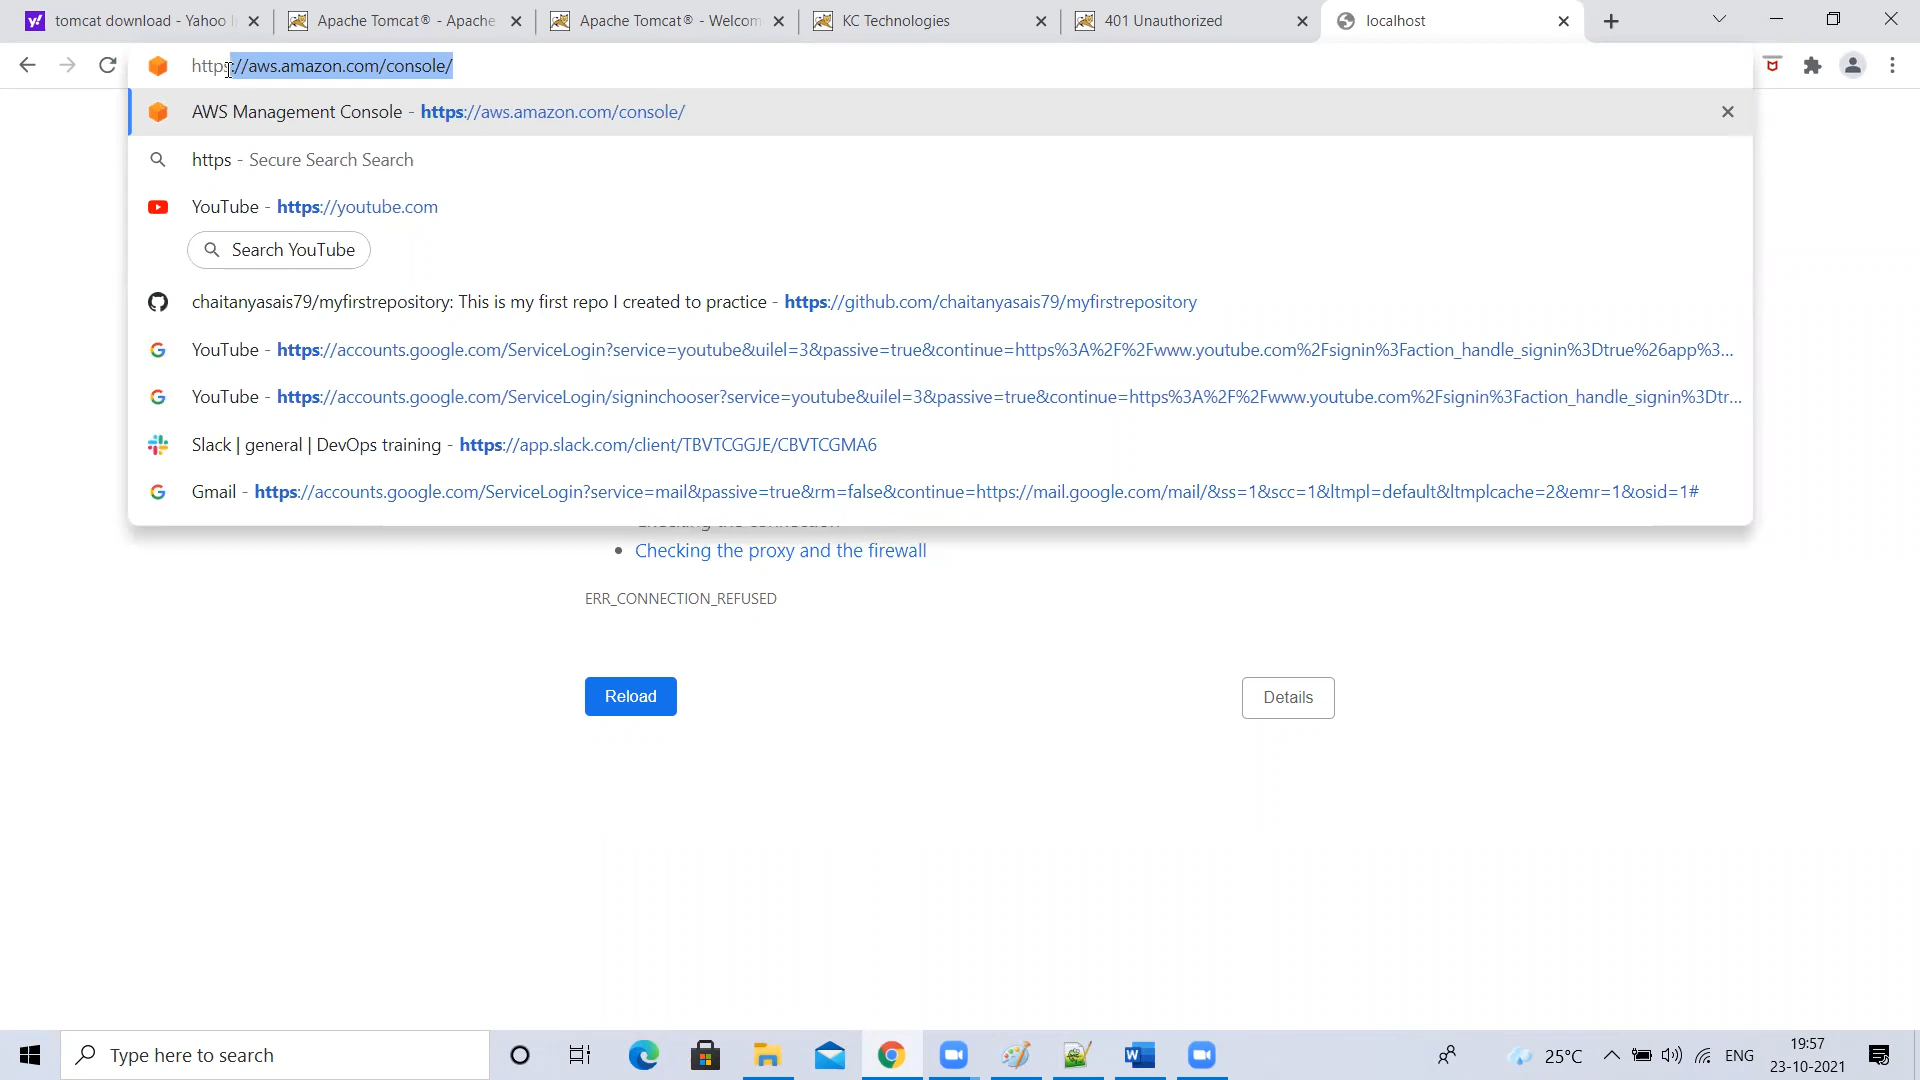 tomcat download - Yahoo I
Apache Tomcat® - Apache
Apache Tomcat® - Welcom
KC Technologies
401 Unauthorized
localhost
https://aws.amazon.com/console/
AWS Management Console - https://aws.amazon.com/console/
https - Secure Search Search
YouTube - https://youtube.com
Search YouTube
chaitanyasais79/myfirstrepository: This is my first repo I created to practice - https://github.com/chaitanyasais79/myfirstrepository
YouTube - https://accounts.google.com/ServiceLogin?service=youtube&uilel=3&passive=true&continue=https%3A%2F%2Fwww.youtube.com%2Fsignin%3Faction_handle_signin%3Dtrue%26app%3...
YouTube - https://accounts.google.com/ServiceLogin/signinchooser?service=youtube&uilel=3&passive=true&continue=https%3A%2F%2Fwww.youtube.com%2Fsignin%3Faction_handle_signin%3Dtr...
Slack | general | DevOps training - https://app.slack.com/client/TBVTCGGJE/CBVTCGMA6
Gmail - https://accounts.google.com/ServiceLogin?service=mail&passive=true&rm=false&continue=https://mail.google.com/mail/&ss=1&scc=1&ltmpl=default&ltmplcache=2&emr=1&osid=1#
Checking the connection
Checking the proxy and the firewall
ERR_CONNECTION_REFUSED
Reload
Details
Type here to search
25°C
ENG
19:57
23-10-2021